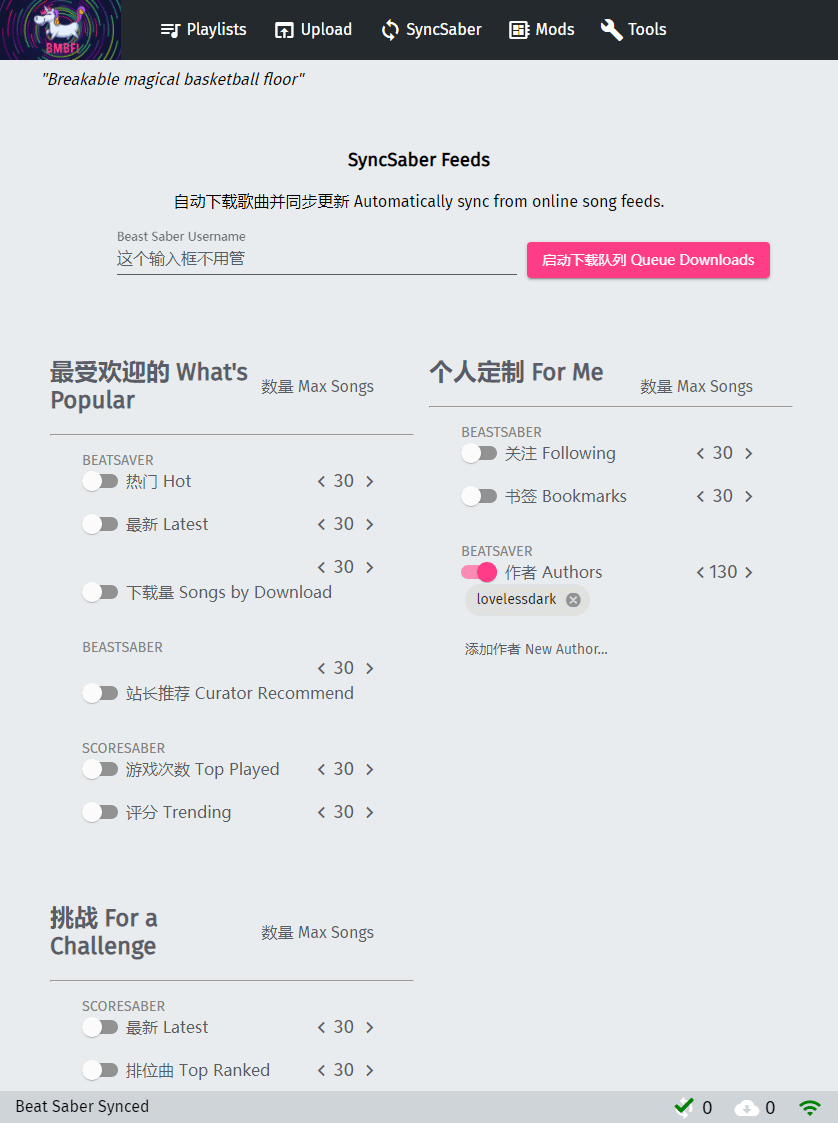 BMBF!
Playlists
Upload
SyncSaber
Mods
Tools
"Breakable magical basketball floor"
SyncSaber Feeds
自动下载歌曲并同步更新 Automatically sync from online song feeds.
Beast Saber Username
这个输入框不用管
启动下载队列 Queue Downloads
最受欢迎的 What's
Popular
数量 Max Songs
BEATSAVER
热门 Hot
30
最新 Latest
30
30
下载量 Songs by Download
BEASTSABER
30
站长推荐 Curator Recommend
SCORESABER
游戏次数 Top Played
30
评分 Trending
30
个人定制 For Me
数量 Max Songs
BEASTSABER
关注 Following
30
书签 Bookmarks
30
BEATSAVER
作者 Authors
130
lovelessdark
添加作者 New Author...
挑战 For a
Challenge
数量 Max Songs
SCORESABER
最新 Latest
30
排位曲 Top Ranked
30
Beat Saber Synced
0
0